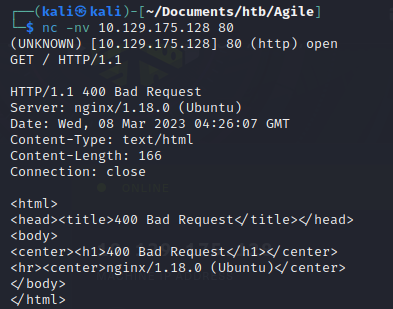 (kali㉿kali)-[~/Documents/htb/Agile]
$ nc -nv 10.129.175.128 80
(UNKNOWN) [10.129.175.128] 80 (http) open
GET / HTTP/1.1

HTTP/1.1 400 Bad Request
Server: nginx/1.18.0 (Ubuntu)
Date: Wed, 08 Mar 2023 04:26:07 GMT
Content-Type: text/html
Content-Length: 166
Connection: close

<html>
<head><title>400 Bad Request</title></head>
<body>
<center><h1>400 Bad Request</h1></center>
<hr><center>nginx/1.18.0 (Ubuntu)</center>
</body>
</html>